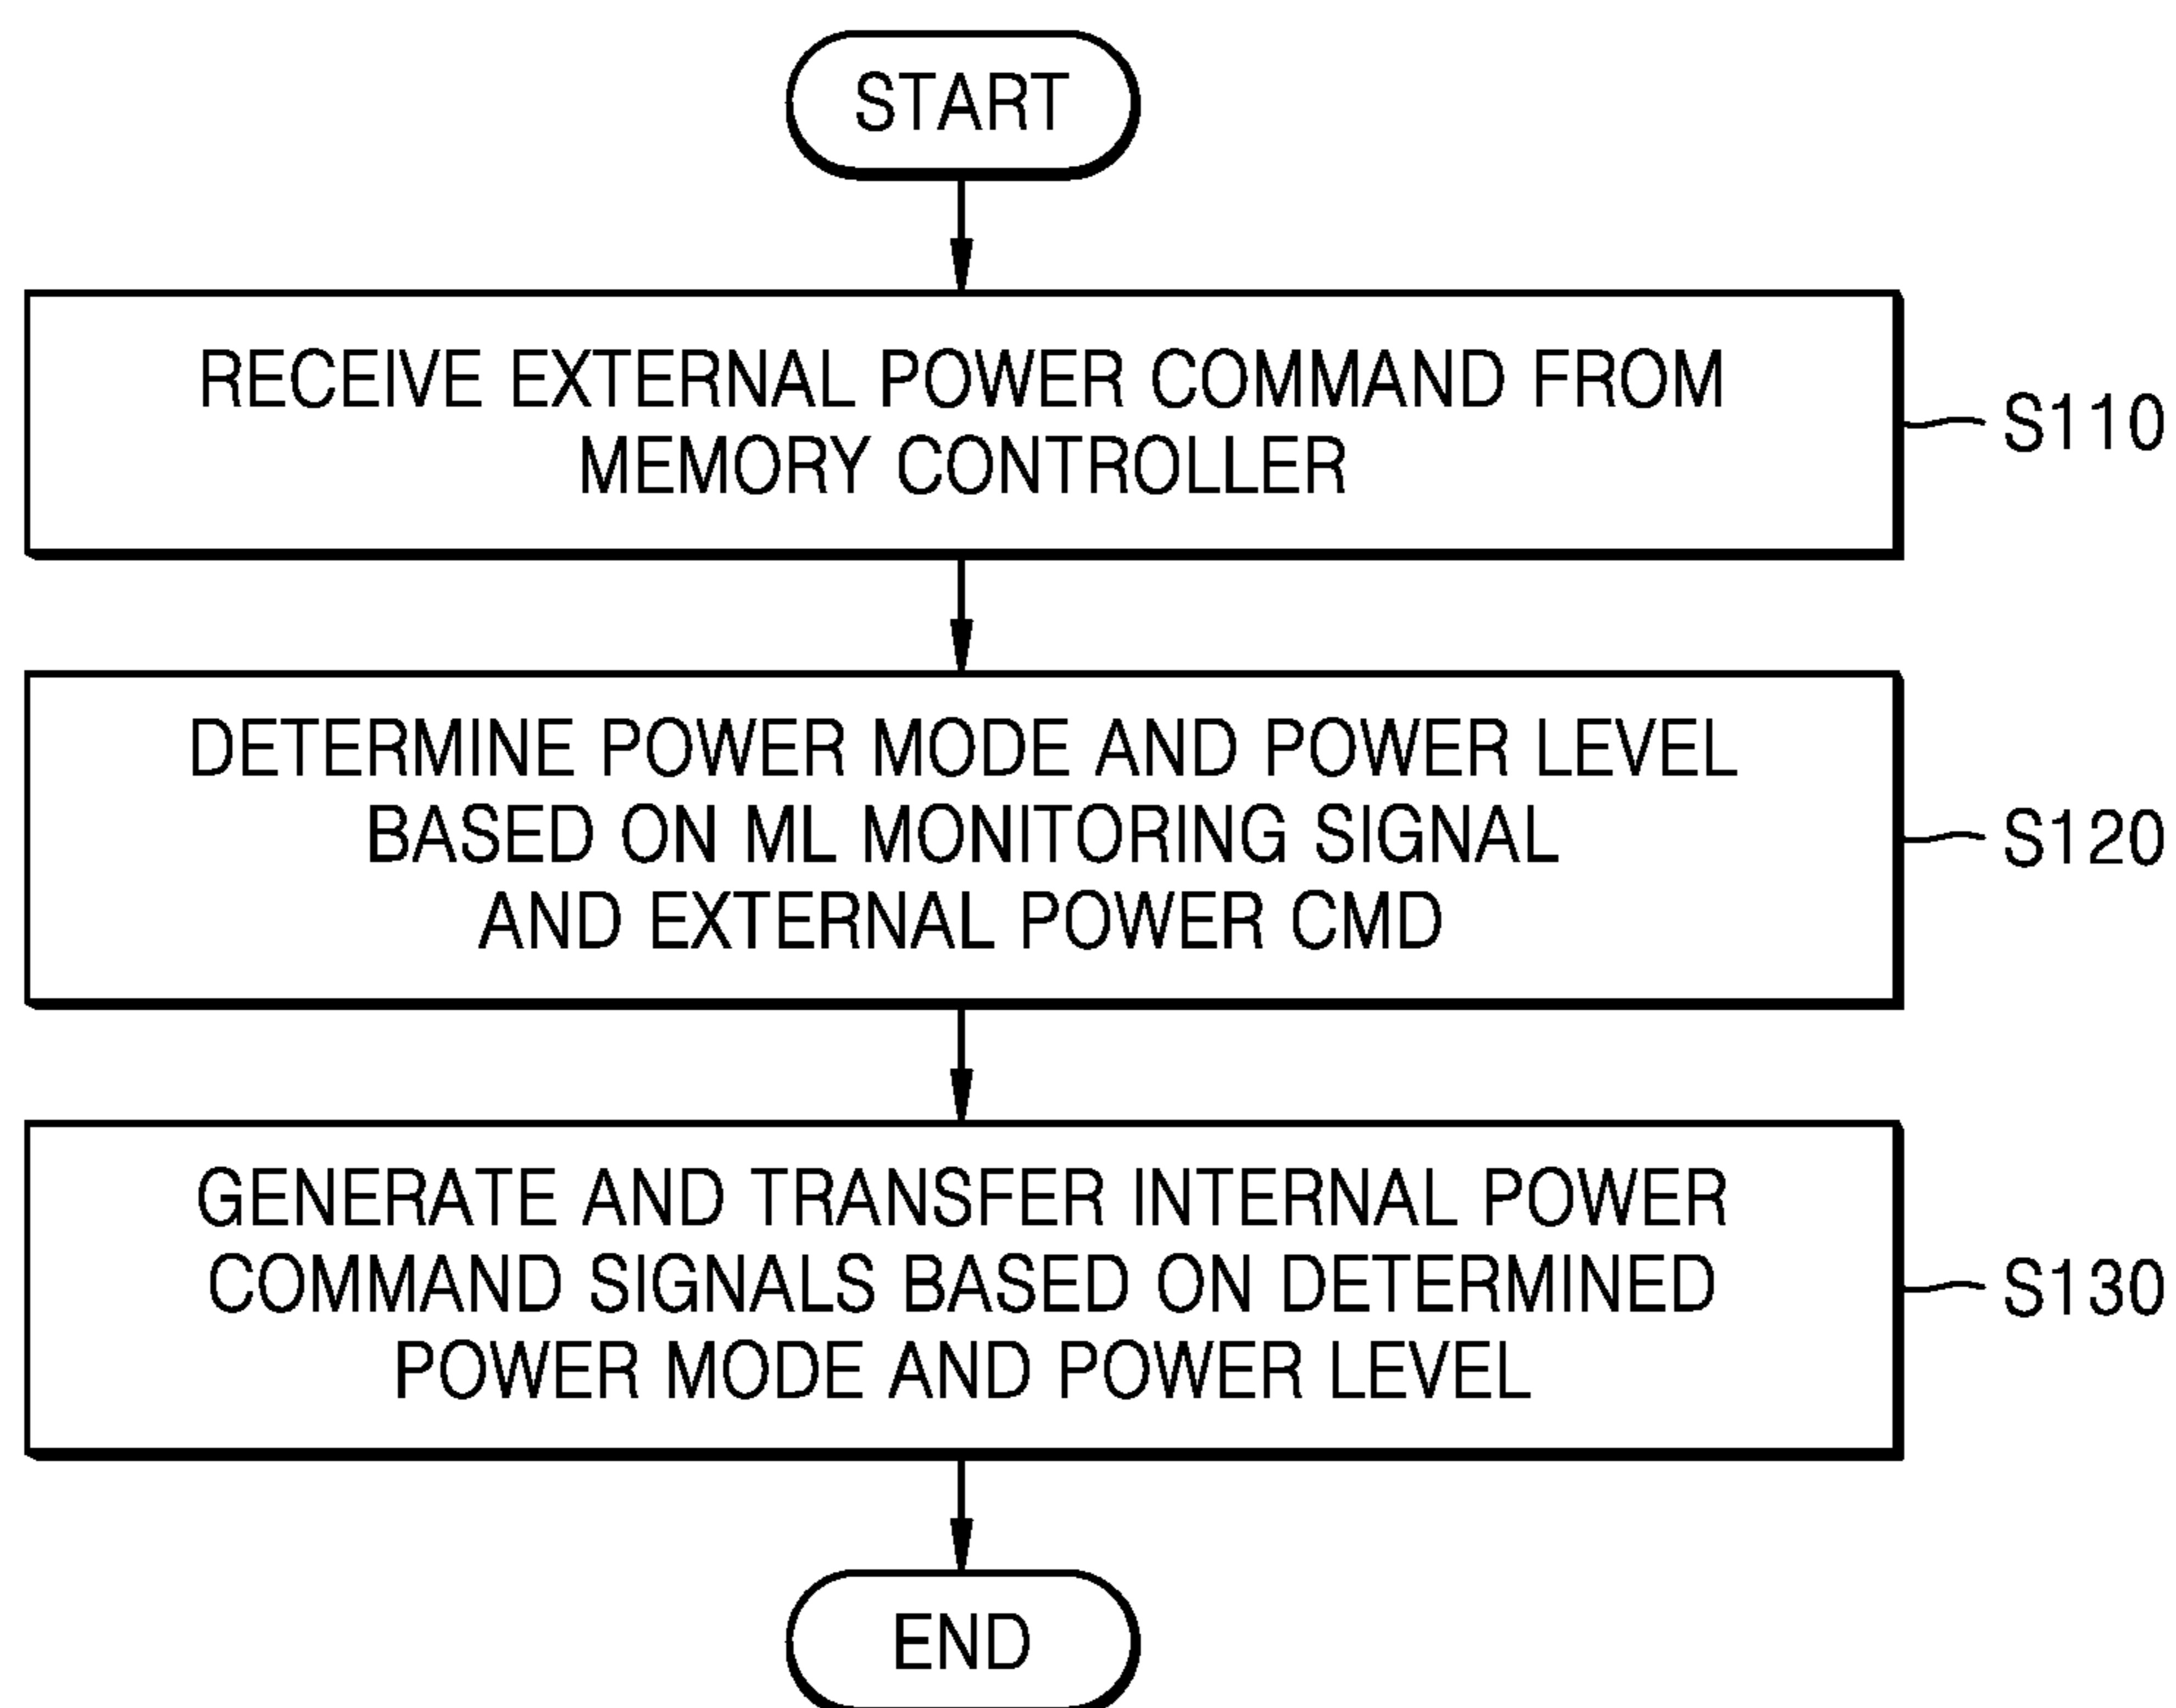 START
RECEIVE EXTERNAL POWER COMMAND FROM
MEMORY CONTROLLER
S110
DETERMINE POWER MODE AND POWER LEVEL
BASED ON ML MONITORING SIGNAL
AND EXTERNAL POWER CMD
S120
GENERATE AND TRANSFER INTERNAL POWER
COMMAND SIGNALS BASED ON DETERMINED
POWER MODE AND POWER LEVEL
S130
END